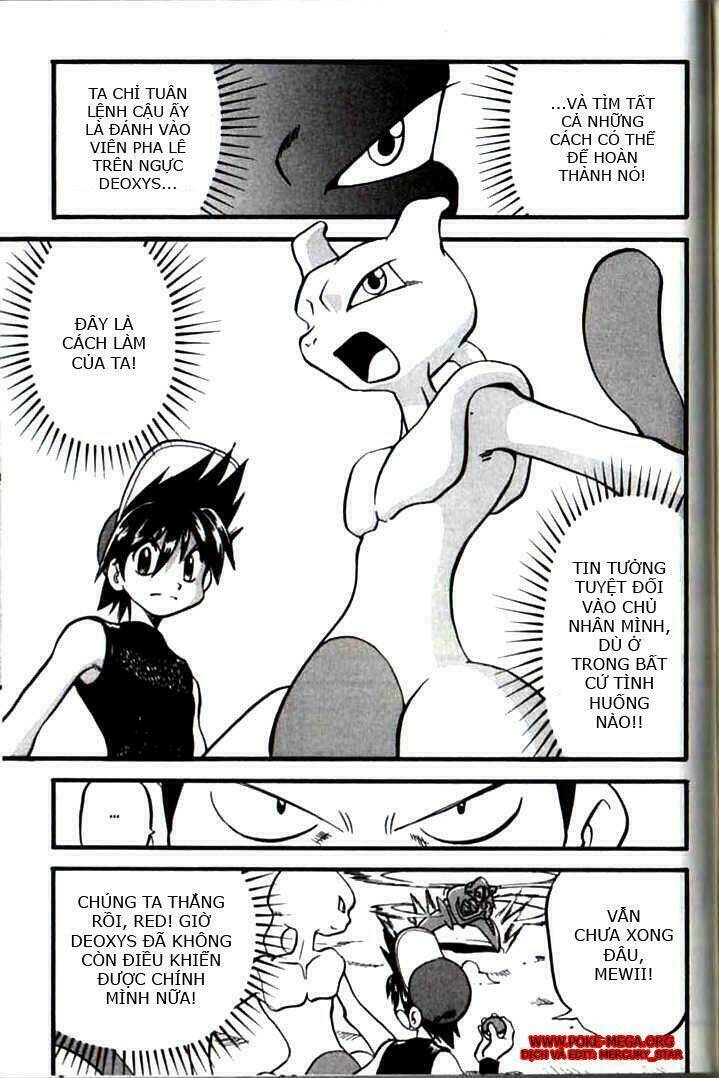 TA CHỈ TUÂN
LỆNH CẬU ẤY
LÀ ĐÁNH VÀO
VIÊN PHA LÊ
TRÊN NGỰC
DEOXYS...
...VÀ TÌM TẤT
CẢ NHỮNG
CÁCH CÓ THỂ
ĐỂ HOÀN
THÀNH NÓ!
ĐÂY LÀ
CÁCH LÀM
CỦA TA!
TIN TƯỞNG
TUYỆT ĐỐI
VÀO CHỦ
NHÂN MÌNH,
DÙ Ở
TRONG BẤT
CỨ TÌNH
HUỐNG
NÀO!!
...
CHÚNG TA THẮNG
RỒI, RED! GIỜ
DEOXYS ĐÃ KHÔNG
CÒN ĐIỀU KHIỂN
ĐƯỢC CHÍNH
MÌNH NỮA!
VẪN
CHƯA XONG
ĐÂU,
MEWII!
WWW.POKE-MEGA.ORG
DỊCH VÀ EDIT: MERCURY_STAR